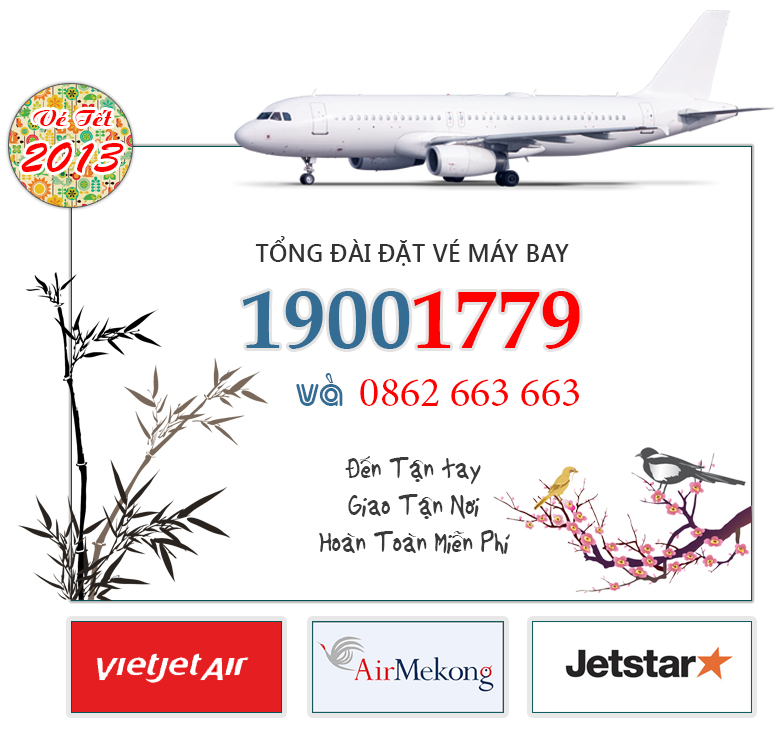 Vé Tết
2013
TỔNG ĐÀI ĐẶT VÉ MÁY BAY
19001779
và 0862 663 663
Đến Tận tay
Giao Tận Nơi
Hoàn Toàn Miễn Phí
vietjet AIR
AirMekong
Jetstar